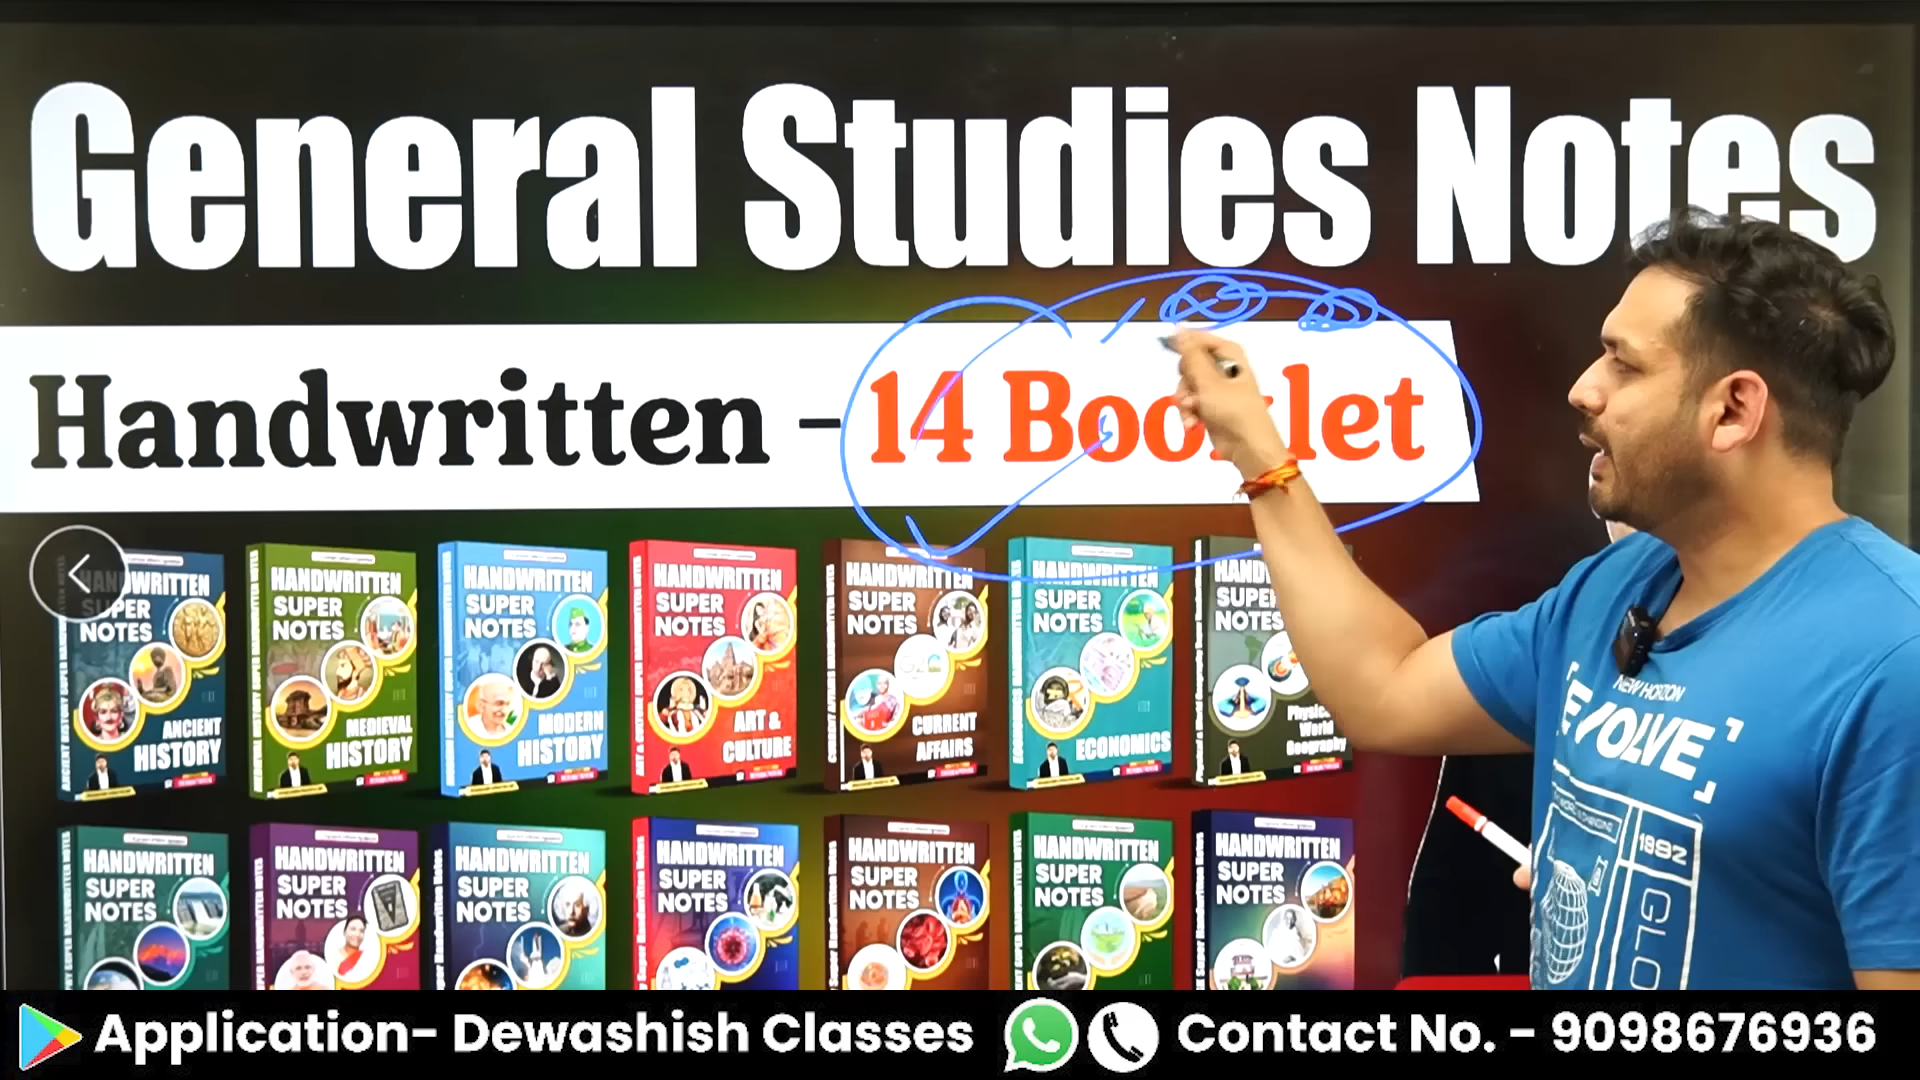 General Studies Notes
Handwritten - 14 Booklet
HANDWRITTEN
SUPER
NOTES
ANCIENT
HISTORY
HANDWRITTEN
SUPER
NOTES
MEDIEVAL
HISTORY
HANDWRITTEN
SUPER
NOTES
MODERN
HISTORY
HANDWRITTEN
SUPER
NOTES
ART &
CULTURE
HANDWRITTEN
SUPER
NOTES
CURRENT
AFFAIRS
HANDWRITTEN
SUPER
NOTES
ECONOMICS
HAND
SUPER
NOTES
Physic
World
Geography
HANDWRITTEN
SUPER
NOTES
HANDWRITTEN
SUPER
NOTES
HANDWRITTEN
SUPER
NOTES
HANDWRITTEN
SUPER
NOTES
HANDWRITTEN
SUPER
NOTES
HANDWRITTEN
SUPER
NOTES
HANDWRITTEN
SUPER
NOTES
NEW HORIZON
EVOLVE
1992
GLO
Application- Dewashish Classes
Contact No. - 9098676936